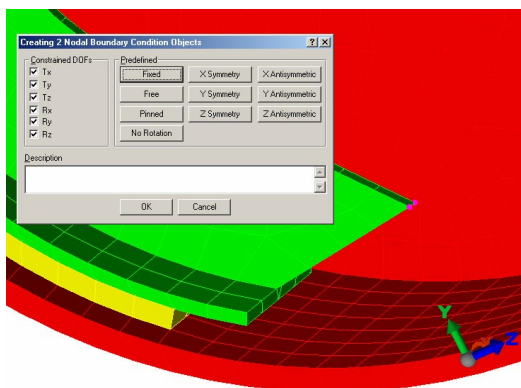 Creating 2 Nodal Boundary Condition Objects
Constrained DOFs
Tx
Ty
Tz
Rx
Ry
Rz
Predefined
Fixed
X Symmetry
X Antisymmetric
Free
Y Symmetry
Y Antisymmetric
Pinned
Z Symmetry
Z Antisymmetric
No Rotation
Description
OK
Cancel
Y
Z